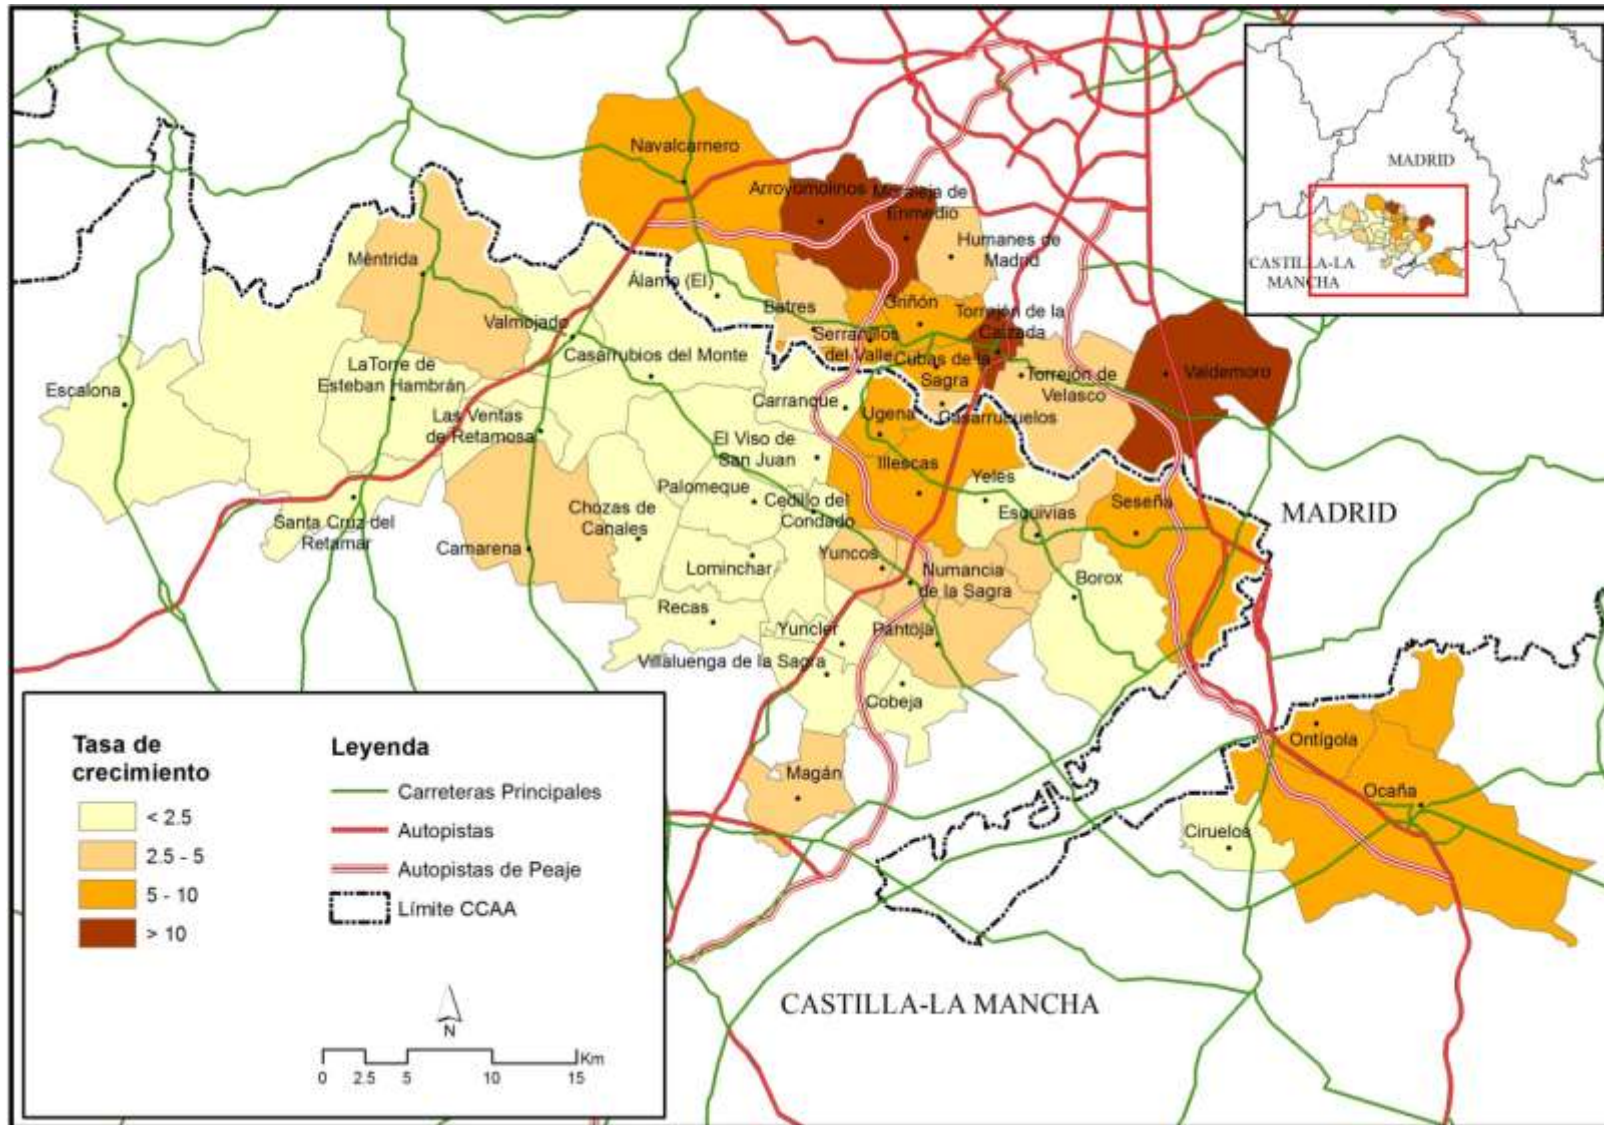 MADRID
CASTILLA-LA
MANCHA
Navalcarnero
Arroyomolinos
Moraleja de
Enmedio
Humanes de
Madrid
Méntrida
Álamo (El)
Batres
Griñón
Torrejón de la
Calzada
Valmojado
Serranillos
del Valle
Cubas de la
Sagra
Casarrubios del Monte
LaTorre de
Esteban Hambrán
Torrejón de
Velasco
Valdemoro
Escalona
Carranque
Ugena
Casarrubuelos
Las Ventas
de Retamosa
El Viso de
San Juan
Illescas
Yeles
Palomeque
Cedillo del
Condado
Chozas de
Canales
Esquivias
Seseña
MADRID
Santa Cruz del
Retamar
Camarena
Lominchar
Yuncos
Numancia
de la Sagra
Borox
Recas
Yuncler
Pantoja
Villaluenga de la Sagra
Cobeja
Ontígola
Magán
Ocaña
Ciruelos
CASTILLA-LA MANCHA
Tasa de
crecimiento
< 2.5
2.5 - 5
5 - 10
> 10
Leyenda
Carreteras Principales
Autopistas
Autopistas de Peaje
Límite CCAA
N
Km
0 2.5 5 10 15